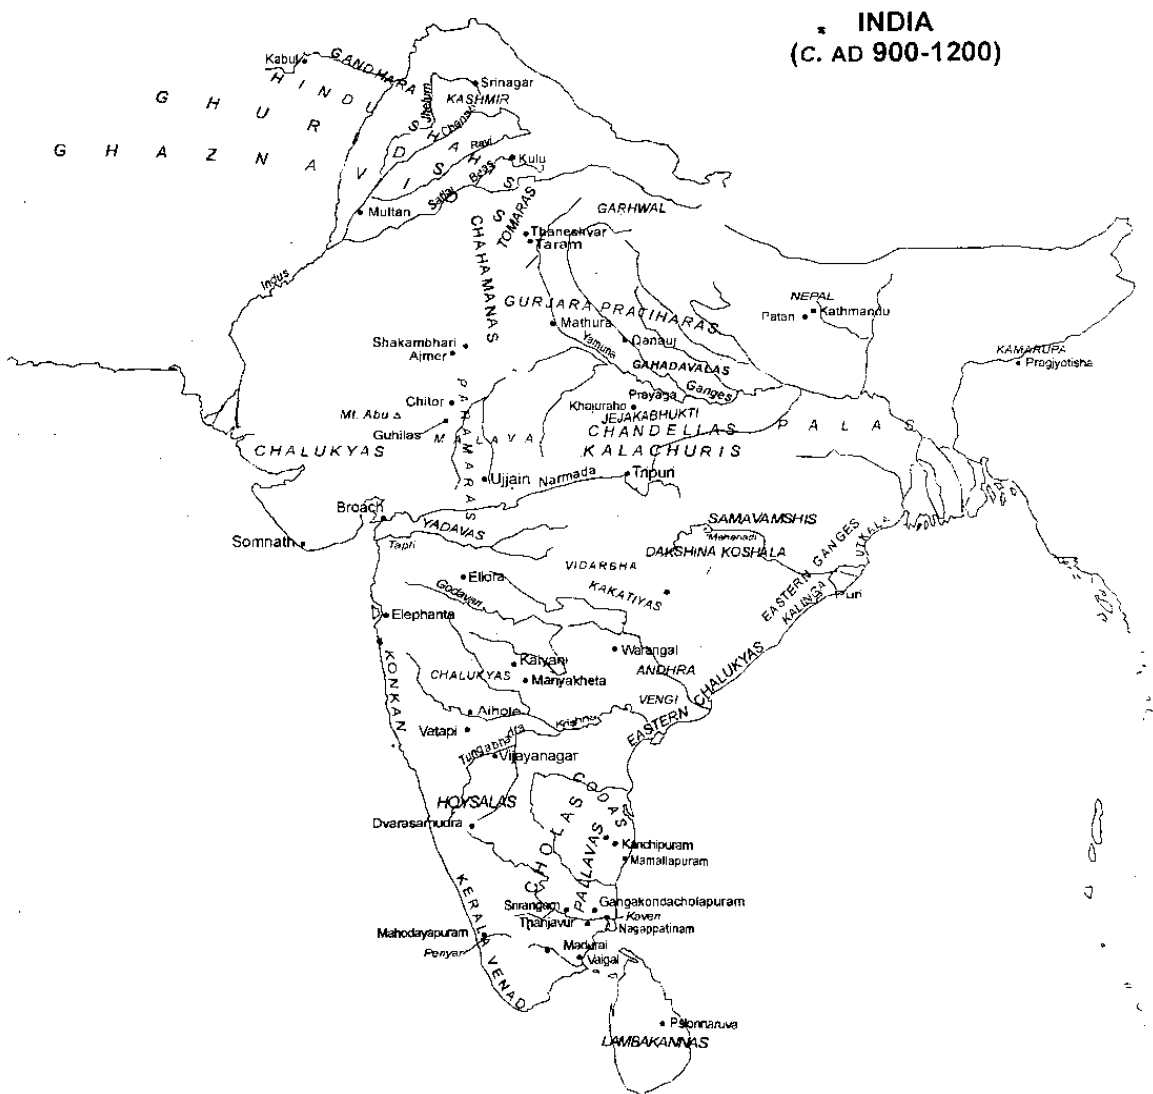 INDIA
(C. AD 900-1200)
Kabul
GANDHARA
HINDU SHAHIS
Srinagar
KASHMIR
GHUR
GHAZNAVIDS
Jhelum
Chenab
Ravi
Beas
Kulu
Satlaj
Multan
TOMARAS
GARHWAL
Thaneshvar
Taram
CHAHAMANAS
Indus
GURJARA PRATIHARAS
NEPAL
Kathmandu
Patan
Mathura
Shakambhari
Ajmer
Yamuna
Qanauj
GAHADAVALAS
KAMARUPA
Pragjyotisha
Ganges
Prayaga
Chitor
Khajuraho
Mt. Abu
JEJAKABHUKTI
Guhilas
PARAMARAS
MALAVA
CHANDELLAS
PALAS
CHALUKYAS
KALACHURIS
Ujjain
Narmada
Tripuri
Broach
YADAVAS
SAMAVAMSHIS
Mahanadi
Somnath
Tapti
DAKSHINA KOSHALA
EASTERN GANGES
UTKALA
VIDARBHA
Ellora
KAKATIYAS
KALINGA
Puri
Godavari
Elephanta
Warangal
KONKAN
Kalyani
CHALUKYAS
ANDHRA
Manyakheta
VENGI
EASTERN CHALUKYAS
Aihole
Krishna
Vatapi
Tungabhadra
Vijayanagar
CODAS
HOYSALAS
CHOLAS
Dvarasamudra
PALLAVAS
Kanchipuram
Mamallapuram
KERALA
Srirangam
Gangakondacholapuram
Kaveri
Thanjavur
Nagappatinam
Mahodayapuram
Periyar
Madurai
Vaigai
VENAD
Polonnaruva
LAMBAKANNAS